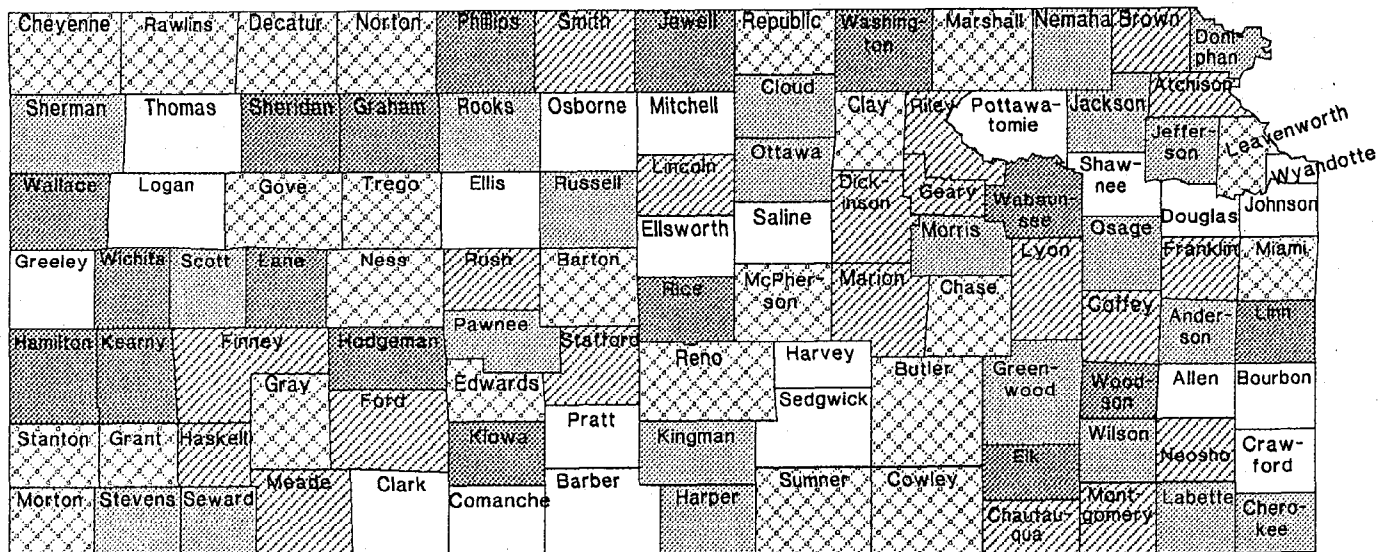 Cheyenne Rawlins Decatur Norton Phillips Smith Jewell Republic Washing-
ton
Marshall Nemaha Brown Doni-
phan
Sherman Thomas Sheridan Graham Rooks Osborne Mitchell Cloud Clay Riley Pottawa-
tomie
Jackson Atchison
Ottawa
Jeffer-
son
Leavenworth
Wallace Logan Gove Trego Ellis Russell Lincoln
Dick
inson
Geary
Wabaun-
see
Shaw-
nee
Wyandotte
Ellsworth Saline Morris Osage Douglas Johnson
Greeley Wichita Scott Lane Ness Rush Barton Rice
McPher-
son
Marion Chase Lyon Franklin Miami
Coffey
Ander-
son
Linn
Hamilton Kearny Finney Hodgeman Pawnee Stafford Reno Harvey Butler
Green-
wood
Wood-
son
Allen Bourbon
Gray Ford Edwards Pratt Sedgwick
Stanton Grant Haskell Kiowa Kingman Elk Wilson Neosho
Craw-
ford
Morton Stevens Seward Meade Clark Comanche Barber Harper Sumner Cowley
Chautau-
qua
Mont-
gomery
Labette
Chero-
kee